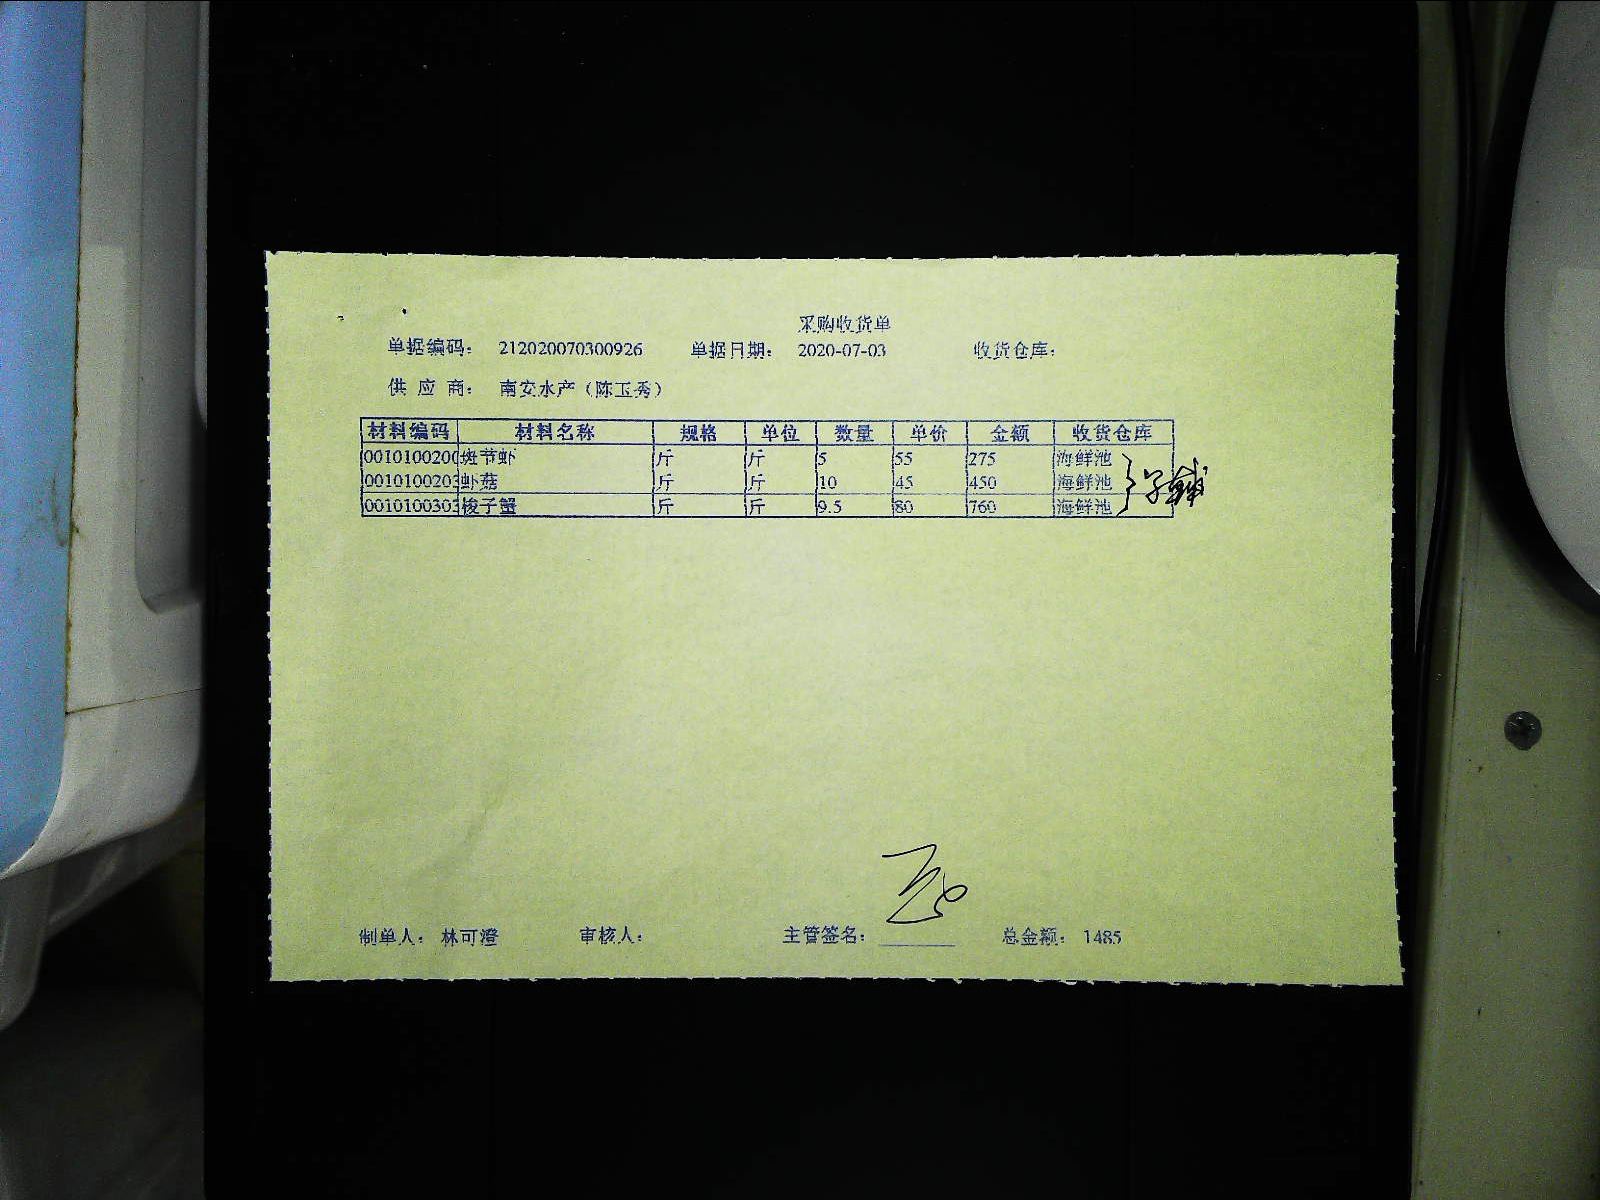 采购收货单
单据编码： 212020070300926 单据日期： 2020-07-03 收货仓库：
供 应 商： 南安水产（陈玉秀）
材料编码 材料名称 规格 单位 数量 单价 金额 收货仓库
0010100200 斑节虾 斤 斤 5 55 275 海鲜池
0010100203 虾菇 斤 斤 10 45 450 海鲜池
0010100303 梭子蟹 斤 斤 9.5 80 760 海鲜池
制单人： 林可澄 审核人： 主管签名： 总金额： 1485